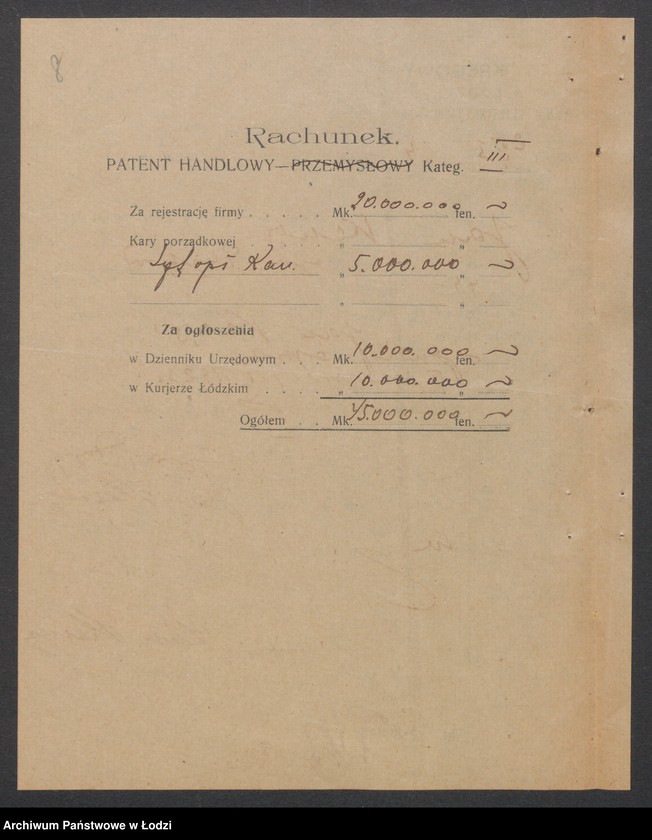 8
Rachunek.
PATENT HANDLOWY—PRZEMYSŁOWY Kateg. III
Za rejestrację firmy . . . . . Mk. 20.000.000 fen. ~
Kary porządkowej „ „
Kan. „ 5.000.000 „ ~
„ „
Za ogłoszenia
w Dzienniku Urzędowym . . . Mk. 10.000.000 fen. ~
w Kurjerze Łódzkim . . . . „ 10.000.000 „ ~
Ogółem . . Mk. 45.000.000 fen. ~
Archiwum Państwowe w Łodzi